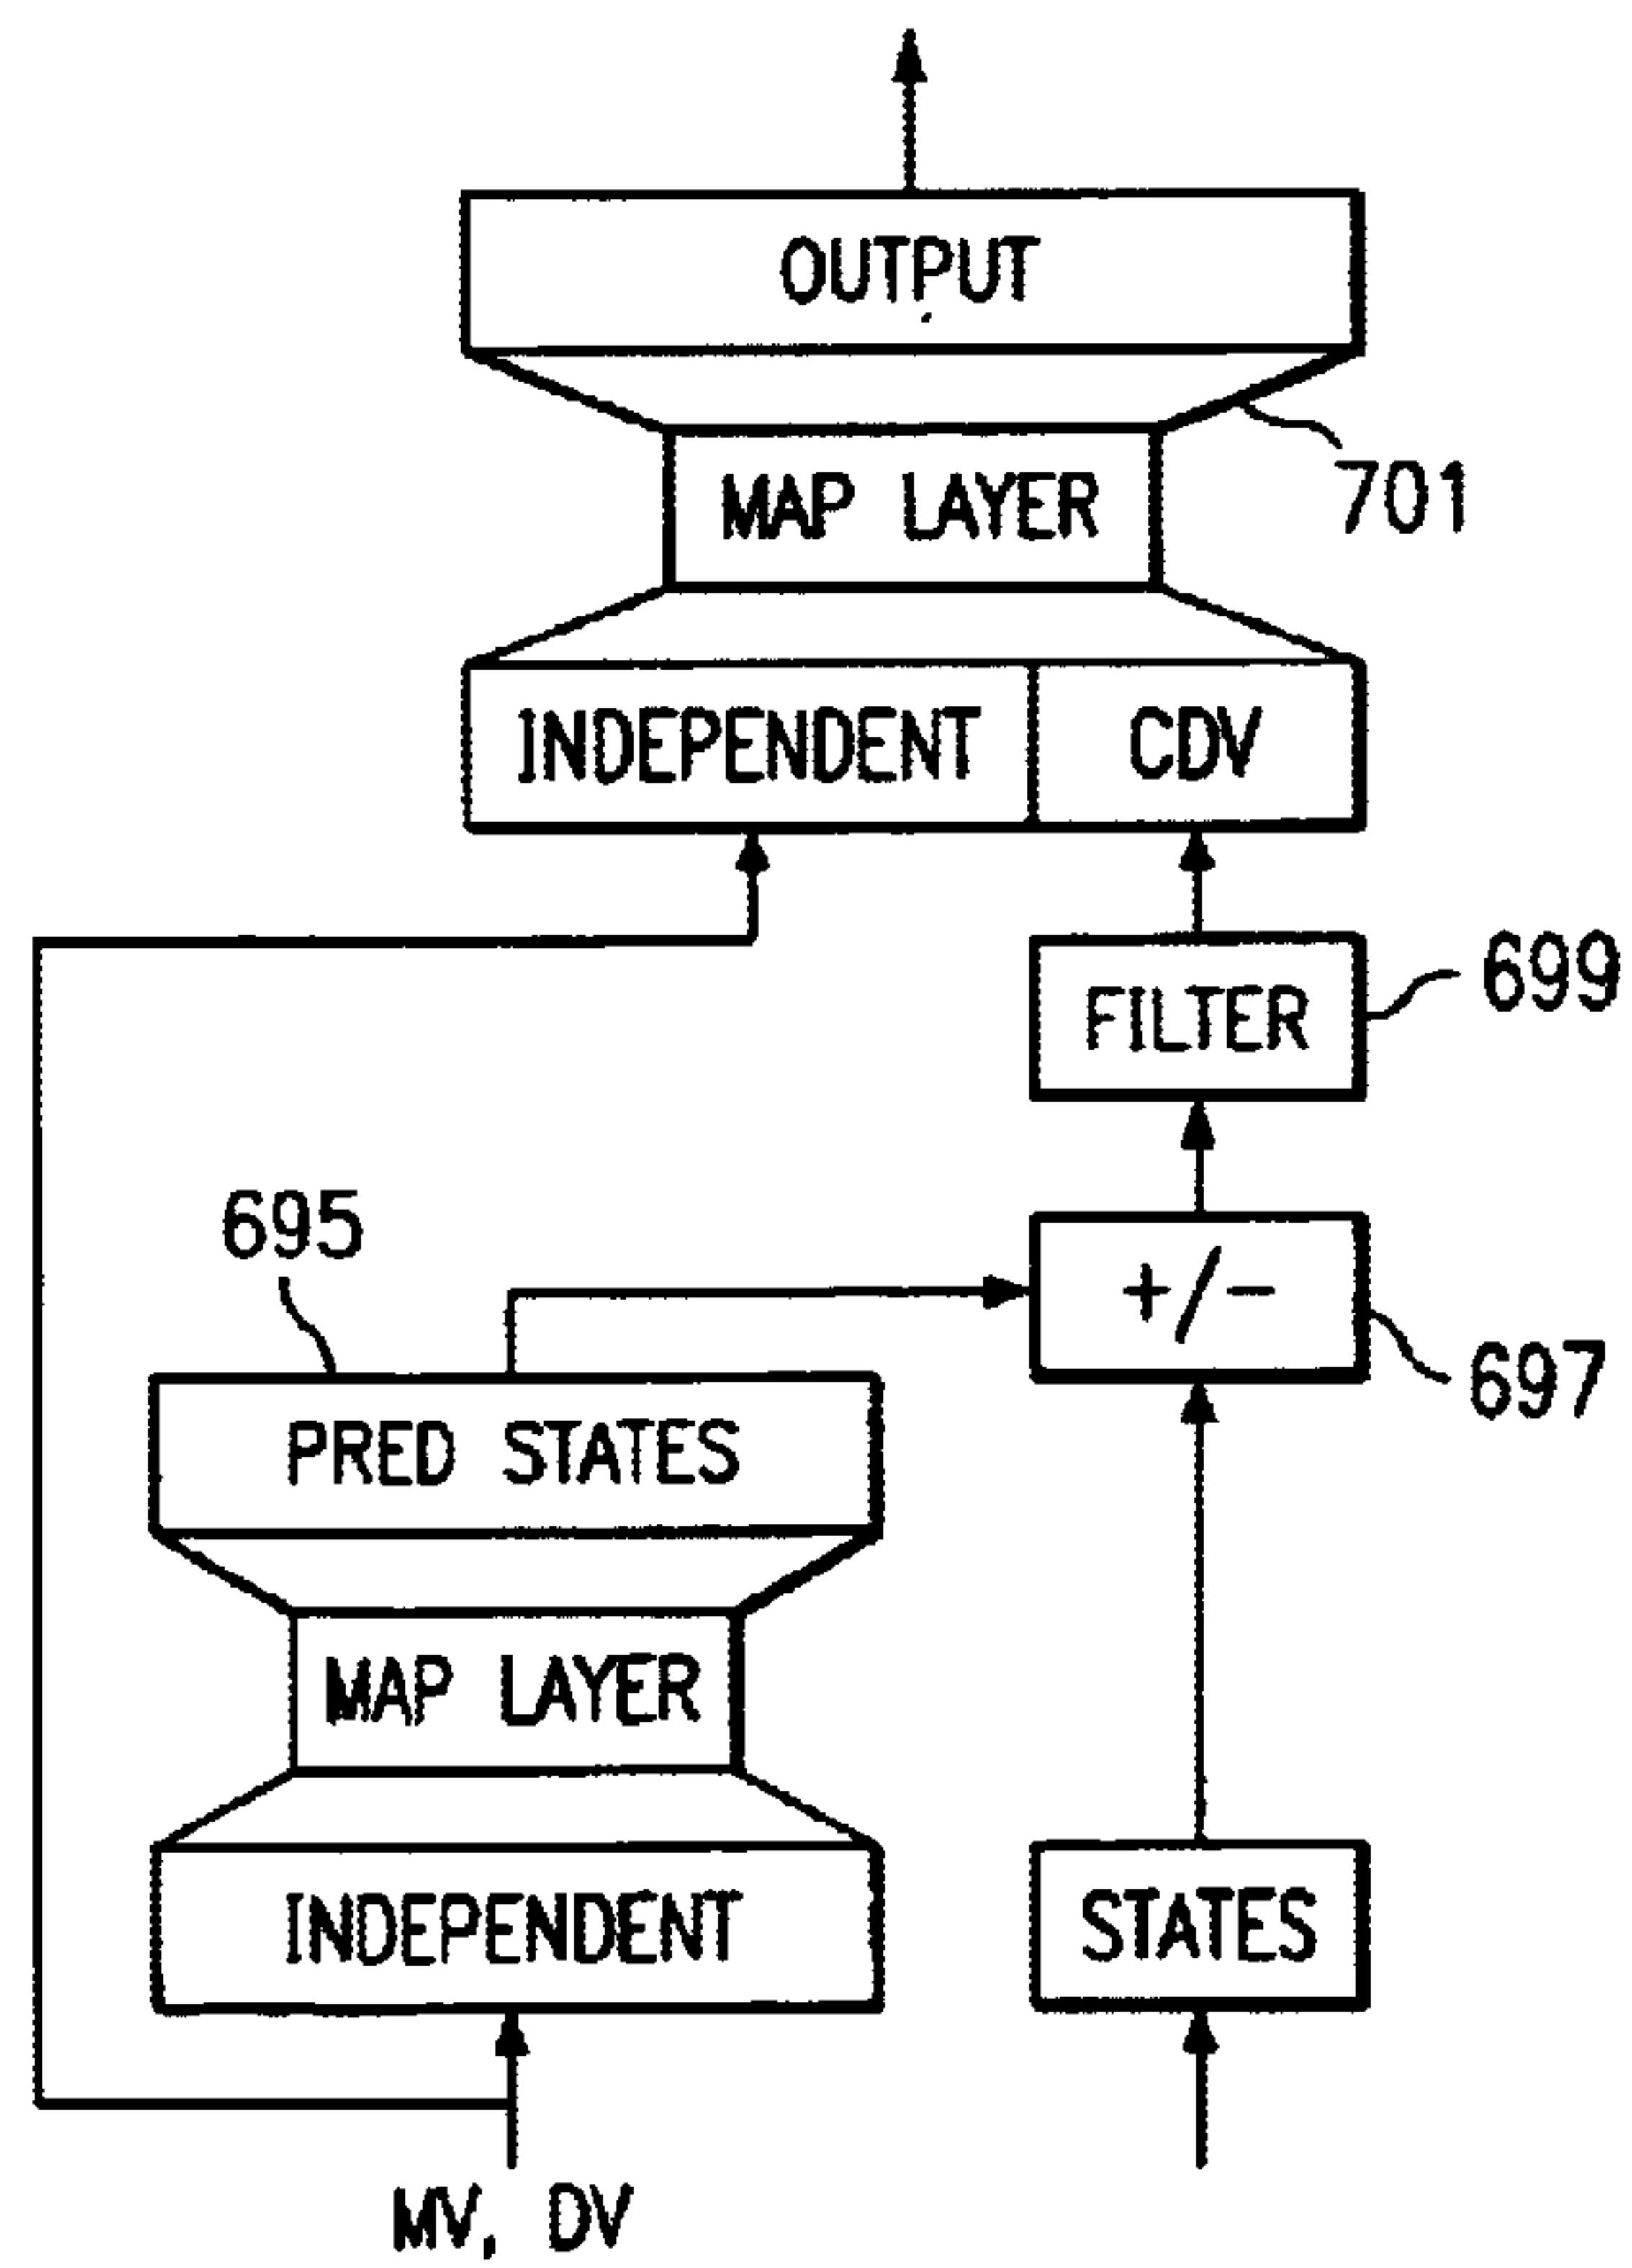 OUTPUT
701
MAP LAYER
INDEPENDENT
CDV
699
FILTER
695
+/-
697
PRED STATES
MAP LAYER
INDEPENDENT
STATES
MV, DV